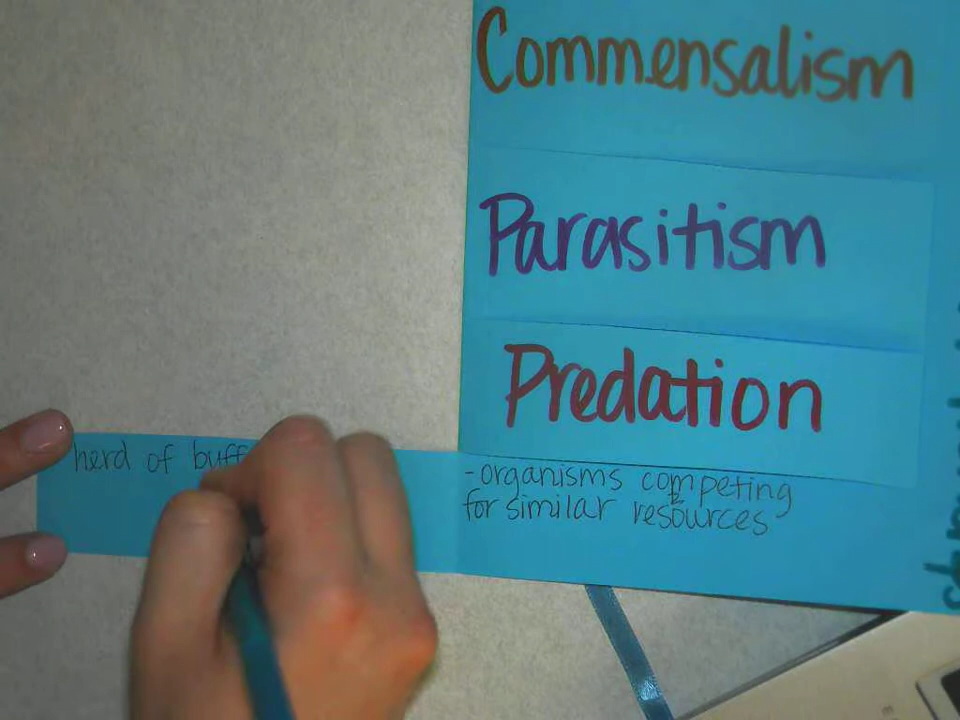 Commensalism
Parasitism
Predation
herd of buff
-organisms competing
for similar resources